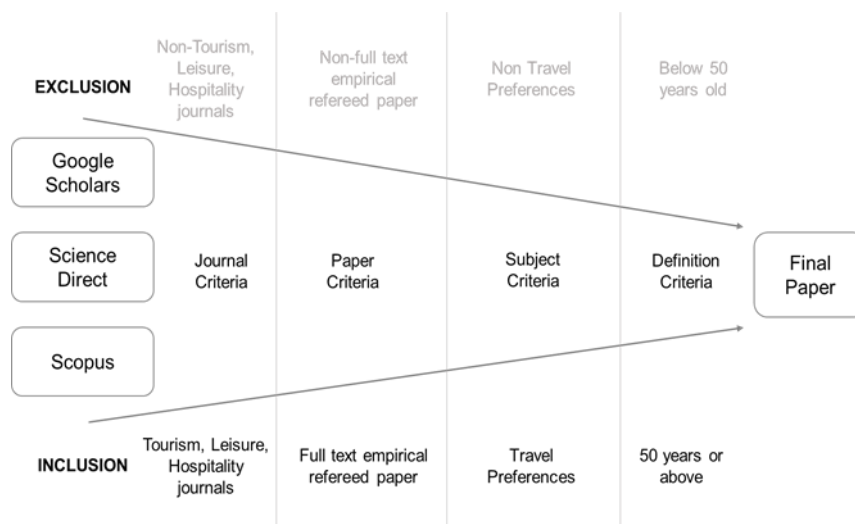 Non-Tourism,
Leisure,
Hospitality
journals
Non-full text
empirical
refereed paper
Non Travel
Preferences
Below 50
years old
EXCLUSION
Google
Scholars
Science
Direct
Scopus
Journal
Criteria
Paper
Criteria
Subject
Criteria
Definition
Criteria
Final
Paper
INCLUSION
Tourism, Leisure,
Hospitality
journals
Full text empirical
refereed paper
Travel
Preferences
50 years or
above